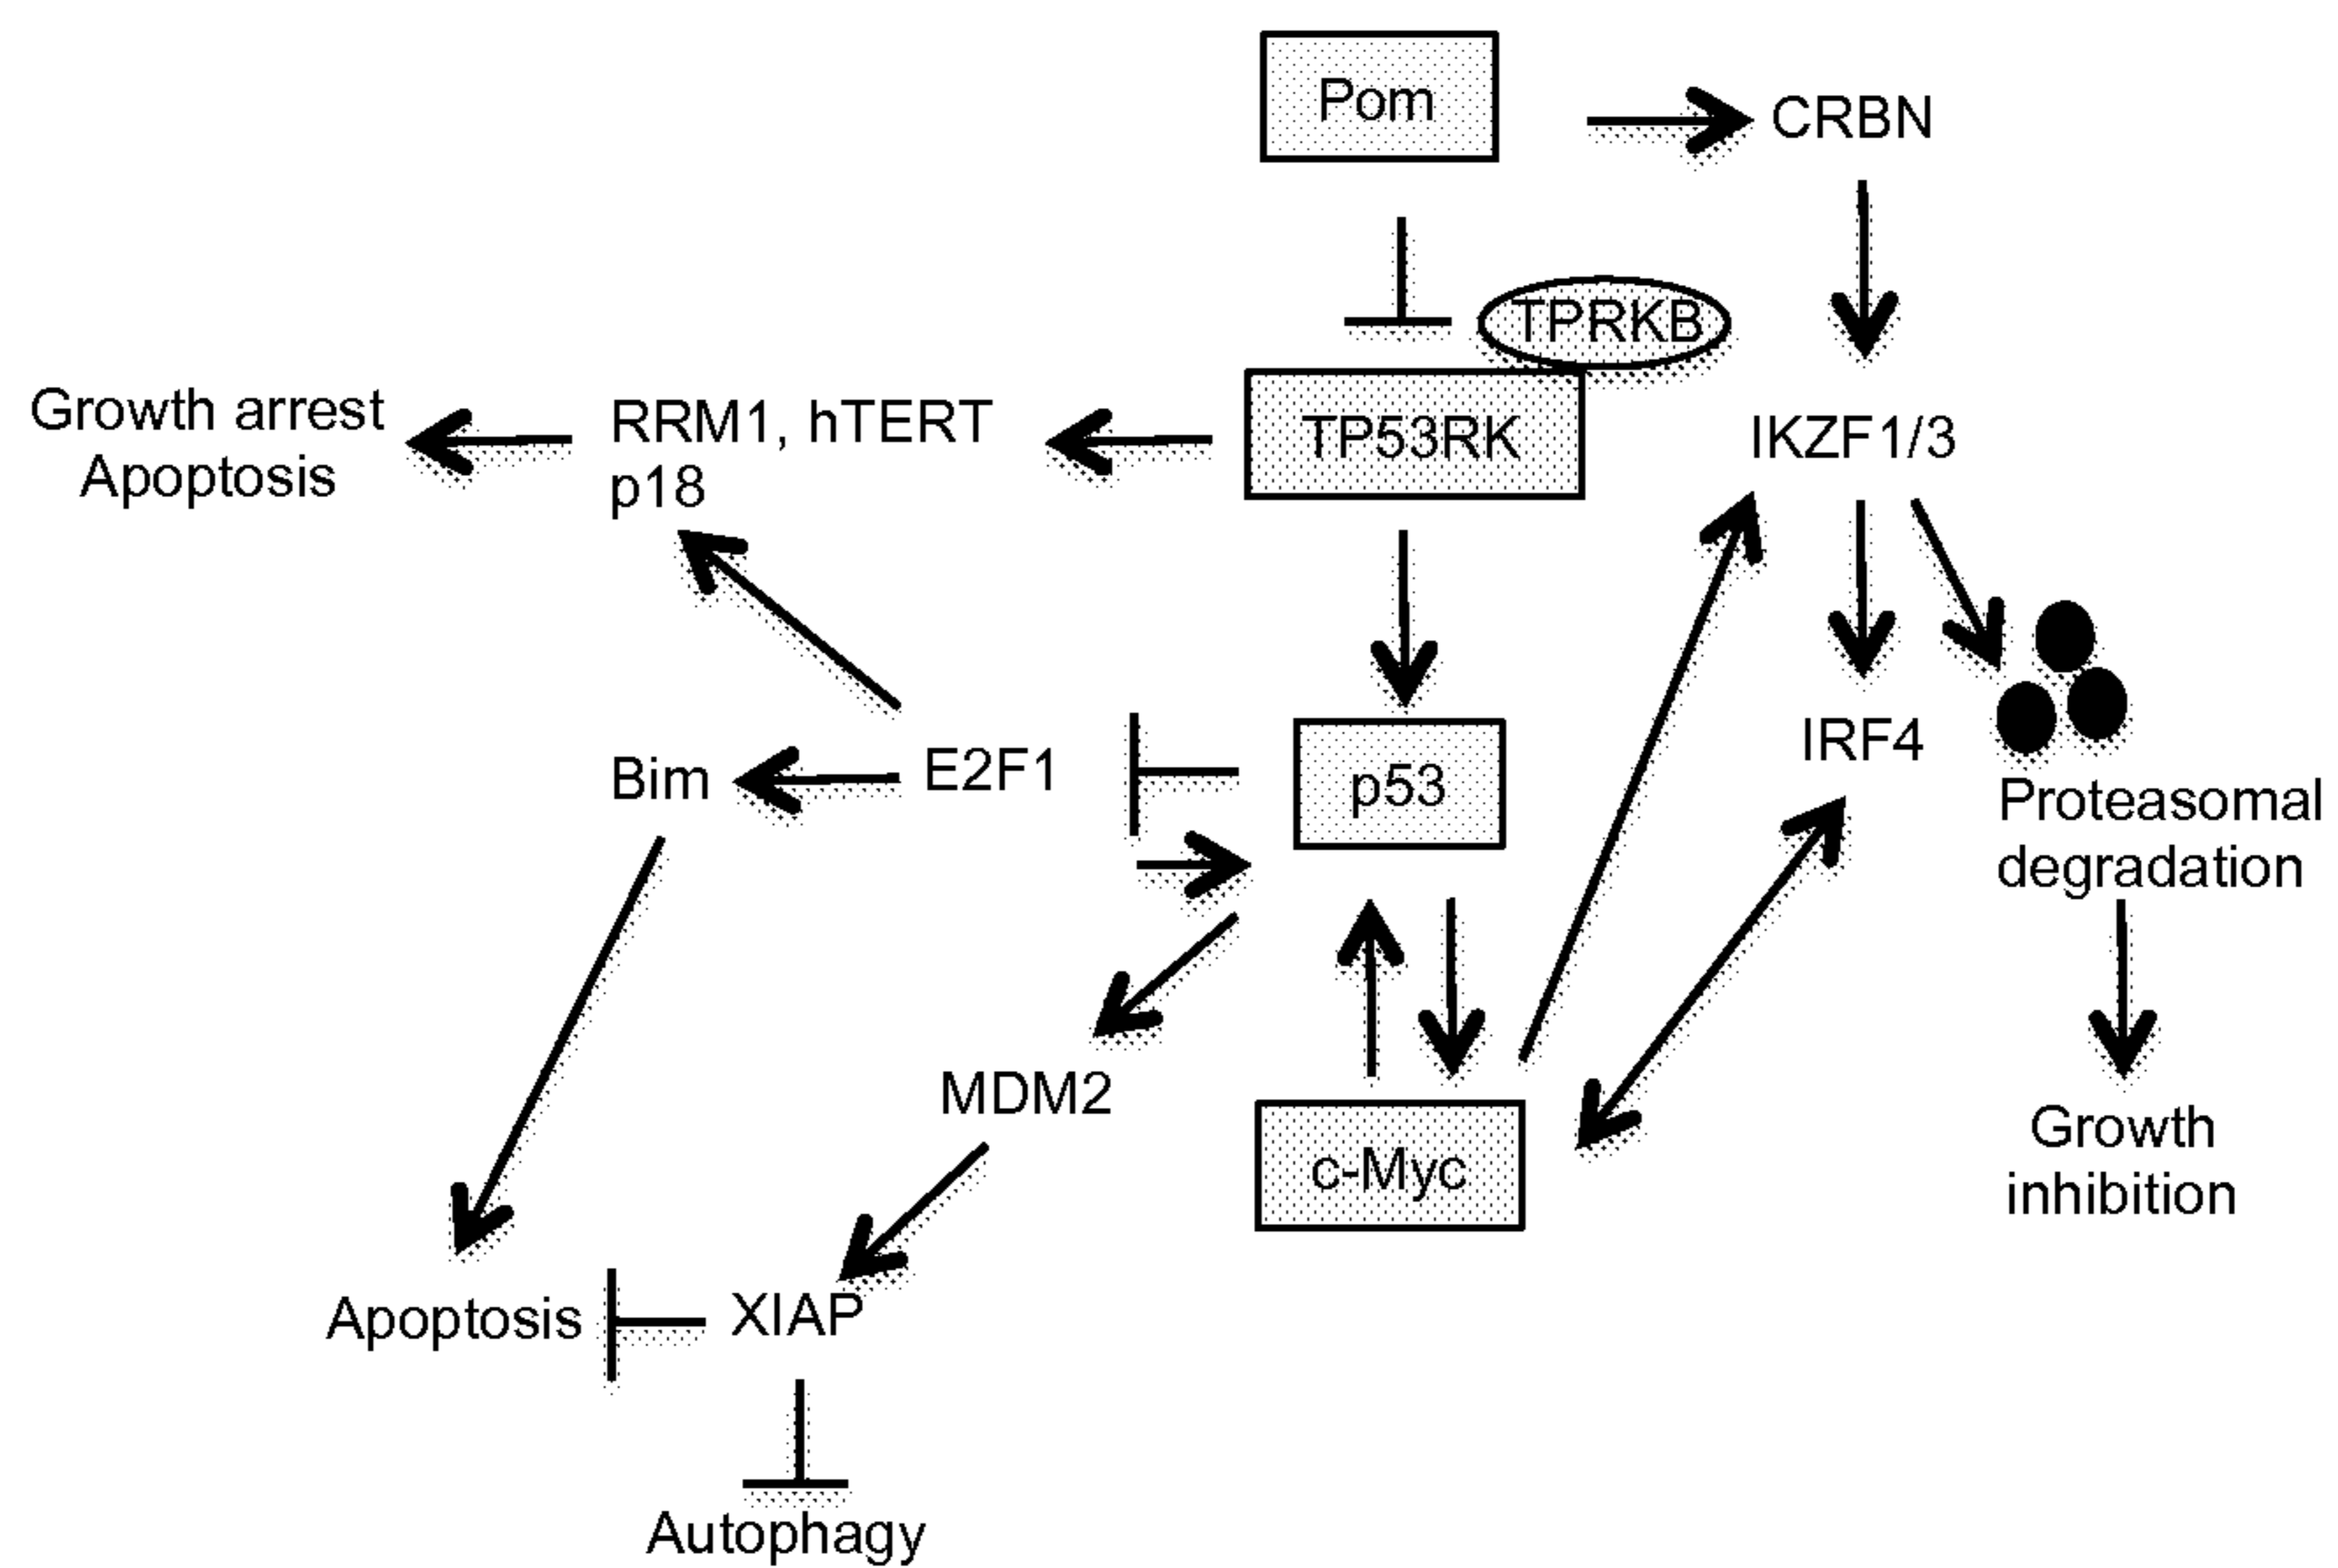 Pom
CRBN
TPRKB
Growth arrest
Apoptosis
RRM1, hTERT
p18
TP53RK
IKZF1/3
Bim
E2F1
p53
IRF4
Proteasomal
degradation
MDM2
c-Myc
Growth
inhibition
Apoptosis
XIAP
Autophagy